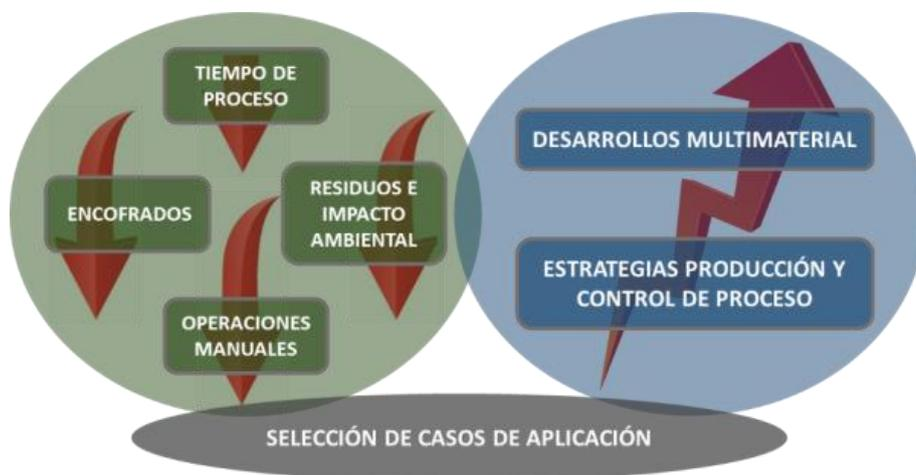 TIEMPO DE
PROCESO
ENCOFRADOS
RESIDUOS E
IMPACTO
AMBIENTAL
OPERACIONES
MANUALES
DESARROLLOS MULTIMATERIAL
ESTRATEGIAS PRODUCCIÓN Y
CONTROL DE PROCESO
SELECCIÓN DE CASOS DE APLICACIÓN